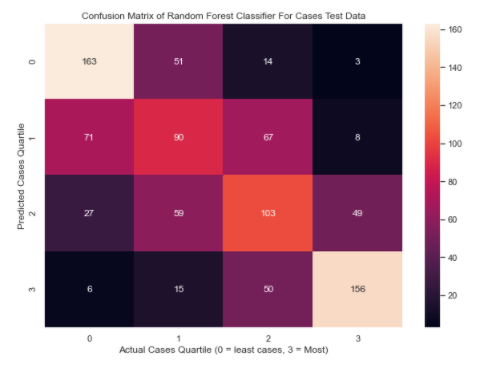 Confusion Matrix of Random Forest Classifier For Cases Test Data
160
0 163 51 14 3
140
120
1 71 90 67 8
100
Predicted Cases Quartile
80
2 27 59 103 49
60
40
3 6 15 50 156
20
0 1 2 3
Actual Cases Quartile (0 = least cases, 3 = Most)